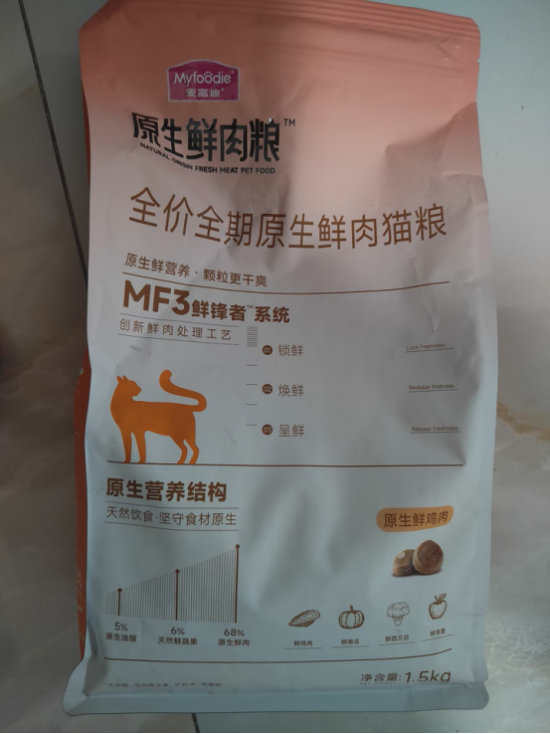 Myfoodie
麦富迪
原生鲜肉粮™
NATURAL ORIGIN FRESH MEAT PET FOOD
全价全期原生鲜肉猫粮
原生鲜营养·颗粒更干爽
MF3鲜锋者™系统
创新鲜肉处理工艺
01 锁鲜 Lock freshness
02 焕鲜 Revitalize freshness
03 呈鲜 Release freshness
原生营养结构
天然饮食·坚守食材原生
原生鲜鸡肉
5% 6% 68%
原生油脂 天然鲜蔬果 原生鲜肉
鲜鸡肉 鲜南瓜 鲜西兰花 鲜苹果
净含量:1.5kg